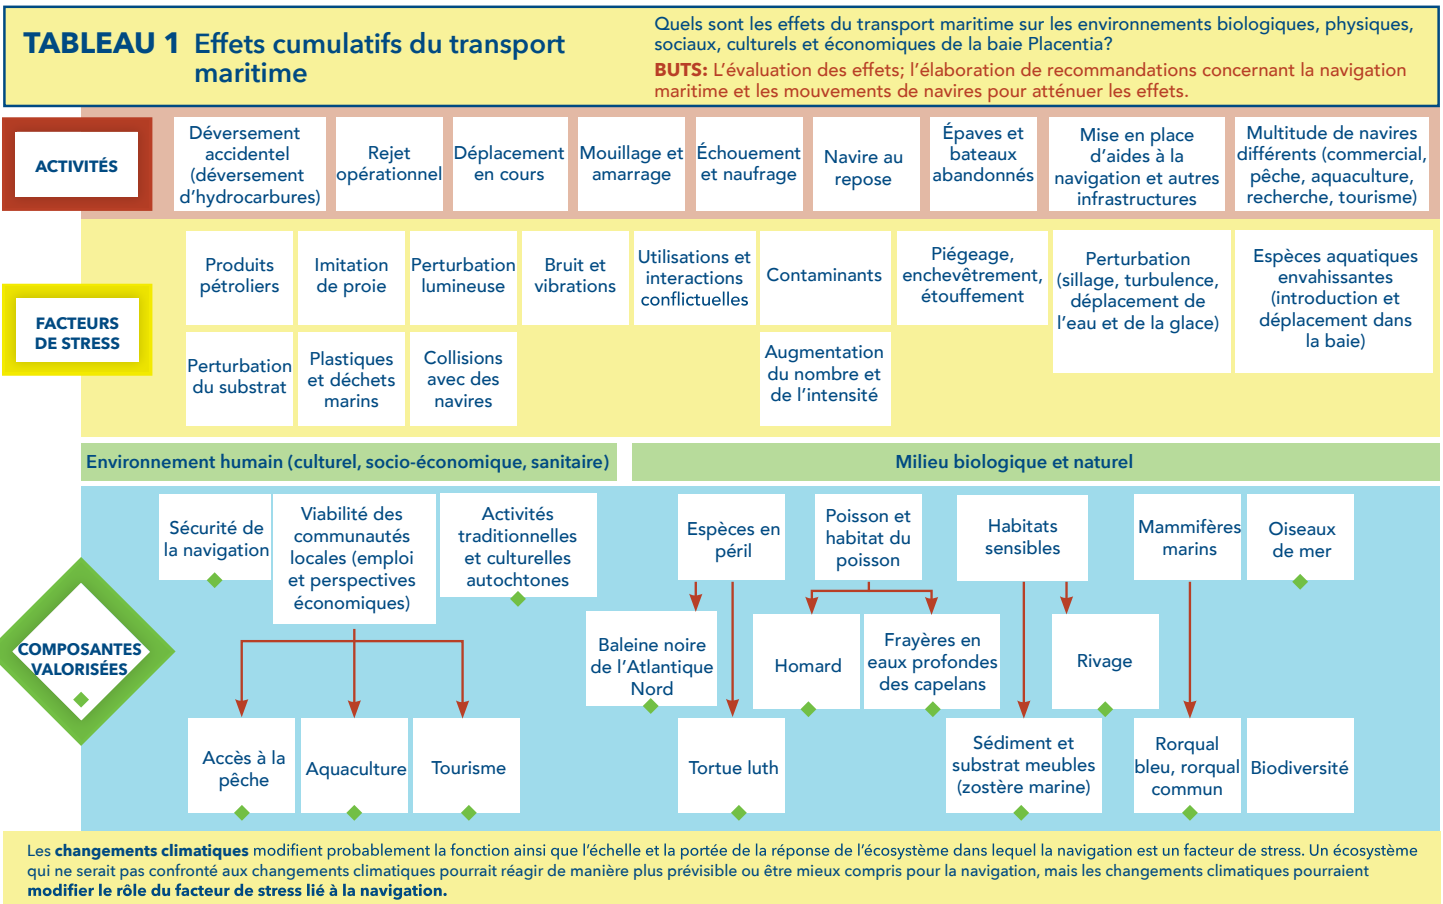 TABLEAU 1 Effets cumulatifs du transport
maritime
Quels sont les effets du transport maritime sur les environnements biologiques, physiques,
sociaux, culturels et économiques de la baie Placentia?
BUTS: L’évaluation des effets; l’élaboration de recommandations concernant la navigation
maritime et les mouvements de navires pour atténuer les effets.
ACTIVITÉS
Déversement
accidentel
(déversement
d’hydrocarbures)
Rejet
opérationnel
Déplacement
en cours
Mouillage et
amarrage
Échouement
et naufrage
Navire au
repose
Épaves et
bateaux
abandonnés
Mise en place
d’aides à la
navigation et autres
infrastructures
Multitude de navires
différents (commercial,
pêche, aquaculture,
recherche, tourisme)
FACTEURS
DE STRESS
Produits
pétroliers
Imitation
de proie
Perturbation
lumineuse
Bruit et
vibrations
Utilisations et
interactions
conflictuelles
Contaminants
Piégeage,
enchevêtrement,
étouffement
Perturbation
(sillage, turbulence,
déplacement de
l’eau et de la glace)
Espèces aquatiques
envahissantes
(introduction et
déplacement dans
la baie)
Perturbation
du substrat
Plastiques
et déchets
marins
Collisions
avec des
navires
Augmentation
du nombre et
de l’intensité
Environnement humain (culturel, socio-économique, sanitaire)
Milieu biologique et naturel
COMPOSANTES
VALORISÉES
Sécurité de
la navigation
Viabilité des
communautés
locales (emploi
et perspectives
économiques)
Activités
traditionnelles
et culturelles
autochtones
Espèces en
péril
Poisson et
habitat du
poisson
Habitats
sensibles
Mammifères
marins
Oiseaux
de mer
Baleine noire
de l’Atlantique
Nord
Homard
Frayères en
eaux profondes
des capelans
Rivage
Accès à la
pêche
Aquaculture
Tourisme
Tortue luth
Sédiment et
substrat meubles
(zostère marine)
Rorqual
bleu, rorqual
commun
Biodiversité
Les changements climatiques modifient probablement la fonction ainsi que l’échelle et la portée de la réponse de l’écosystème dans lequel la navigation est un facteur de stress. Un écosystème
qui ne serait pas confronté aux changements climatiques pourrait réagir de manière plus prévisible ou être mieux compris pour la navigation, mais les changements climatiques pourraient
modifier le rôle du facteur de stress lié à la navigation.